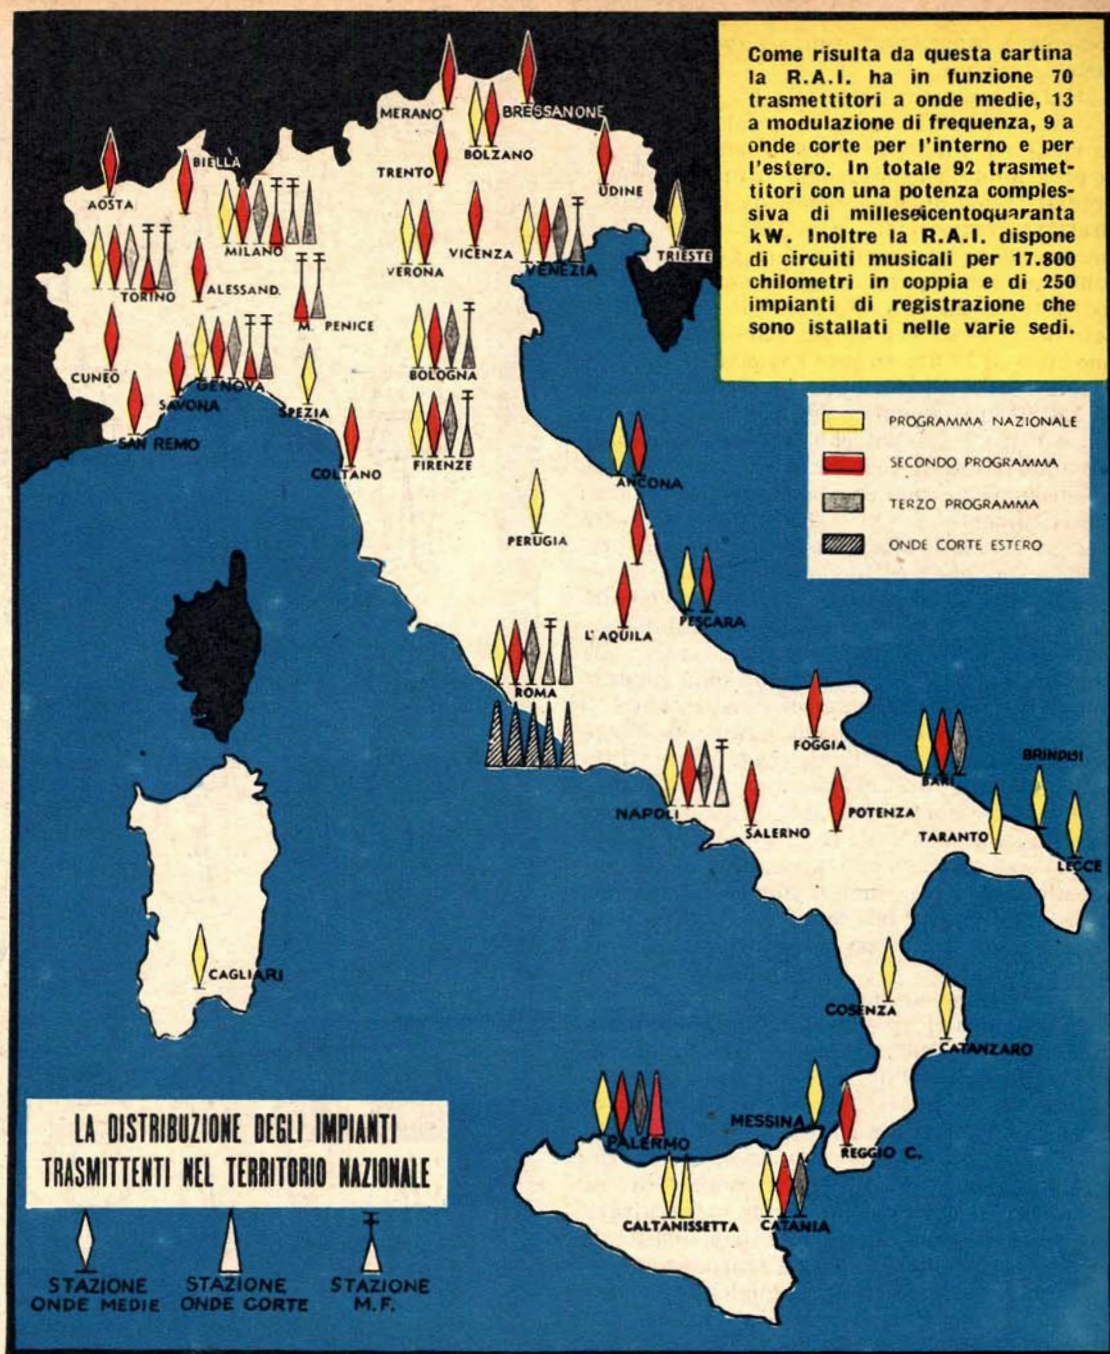 Come risulta da questa cartina
la R.A.I. ha in funzione 70
trasmettitori a onde medie, 13
a modulazione di frequenza, 9 a
onde corte per l'interno e per
l'estero. In totale 92 trasmet-
titori con una potenza comples-
siva di milleseicentoquaranta
kW. Inoltre la R.A.I. dispone
di circuiti musicali per 17.800
chilometri in coppia e di 250
impianti di registrazione che
sono istallati nelle varie sedi.
PROGRAMMA NAZIONALE
SECONDO PROGRAMMA
TERZO PROGRAMMA
ONDE CORTE ESTERO
MERANO
BRESSANONE
BOLZANO
BIELLA
TRENTO
UDINE
AOSTA
MILANO
VICENZA
VERONA
VENEZIA
TRIESTE
TORINO
ALESSAND.
M. PENICE
CUNEO
SAVONA
GENOVA
SPEZIA
BOLOGNA
SAN REMO
COLTANO
FIRENZE
ANCONA
PERUGIA
L'AQUILA
PESCARA
ROMA
FOGGIA
BARI
BRINDISI
NAPOLI
SALERNO
POTENZA
TARANTO
LECCE
CAGLIARI
COSENZA
CATANZARO
MESSINA
PALERMO
REGGIO C.
CALTANISSETTA
CATANIA
LA DISTRIBUZIONE DEGLI IMPIANTI
TRASMITTENTI NEL TERRITORIO NAZIONALE
STAZIONE
ONDE MEDIE
STAZIONE
ONDE CORTE
STAZIONE
M.F.